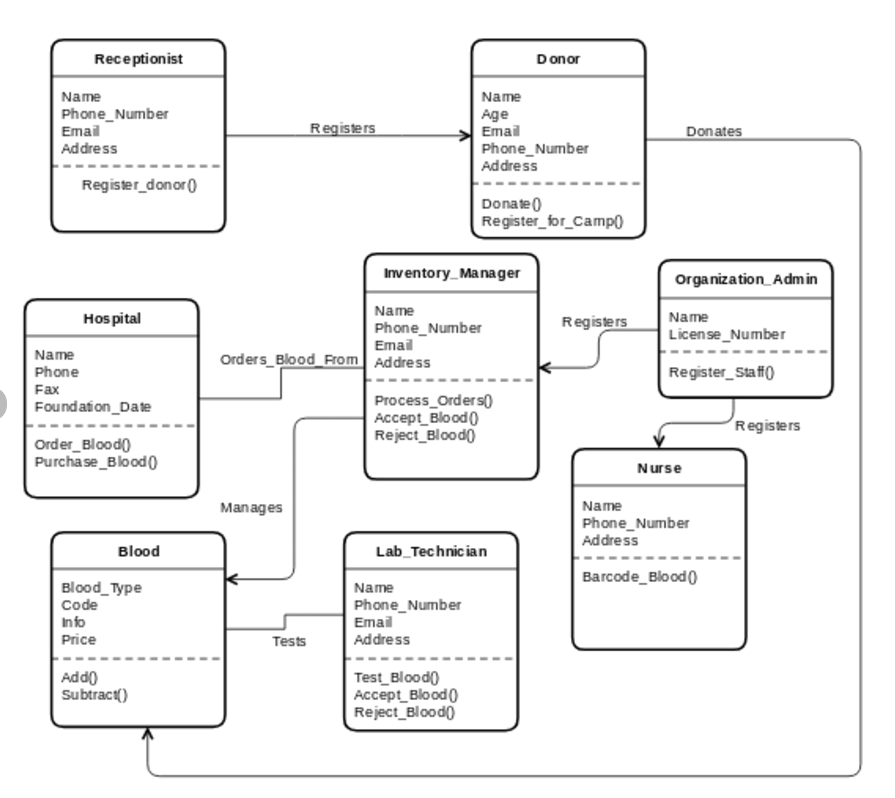 Receptionist
Name
Phone_Number
Email
Address
Register_donor()
Registers
Donor
Name
Age
Email
Phone_Number
Address
Donate()
Register_for_Camp()
Donates
Hospital
Name
Phone
Fax
Foundation_Date
Order_Blood()
Purchase_Blood()
Orders_Blood_From
Inventory_Manager
Name
Phone_Number
Email
Address
Process_Orders()
Accept_Blood()
Reject_Blood()
Registers
Organization_Admin
Name
License_Number
Register_Staff()
Registers
Manages
Blood
Blood_Type
Code
Info
Price
Add()
Subtract()
Tests
Lab_Technician
Name
Phone_Number
Email
Address
Test_Blood()
Accept_Blood()
Reject_Blood()
Nurse
Name
Phone_Number
Address
Barcode_Blood()